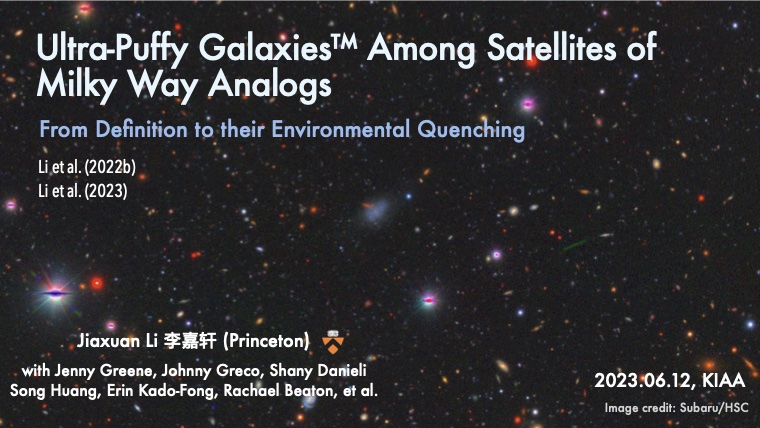 Ultra-Puffy Galaxies™ Among Satellites of
Milky Way Analogs
From Definition to their Environmental Quenching
Li et al. (2022b)
Li et al. (2023)
Jiaxuan Li 李嘉轩 (Princeton)
with Jenny Greene, Johnny Greco, Shany Danieli
Song Huang, Erin Kado-Fong, Rachael Beaton, et al.
2023.06.12, KIAA
Image credit: Subaru/HSC